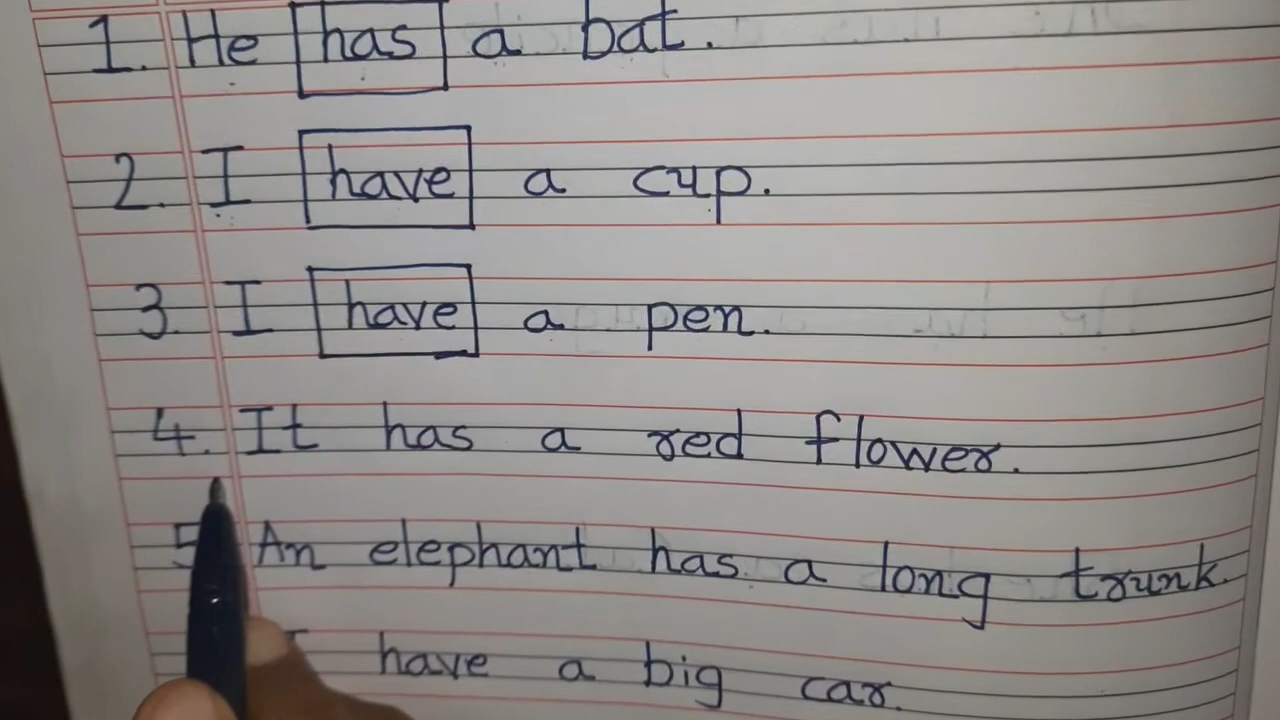 1. He has a bat.
2. I have a cup.
3. I have a pen.
4. It has a red flower.
5 An elephant has a long trunk.
I have a big car.